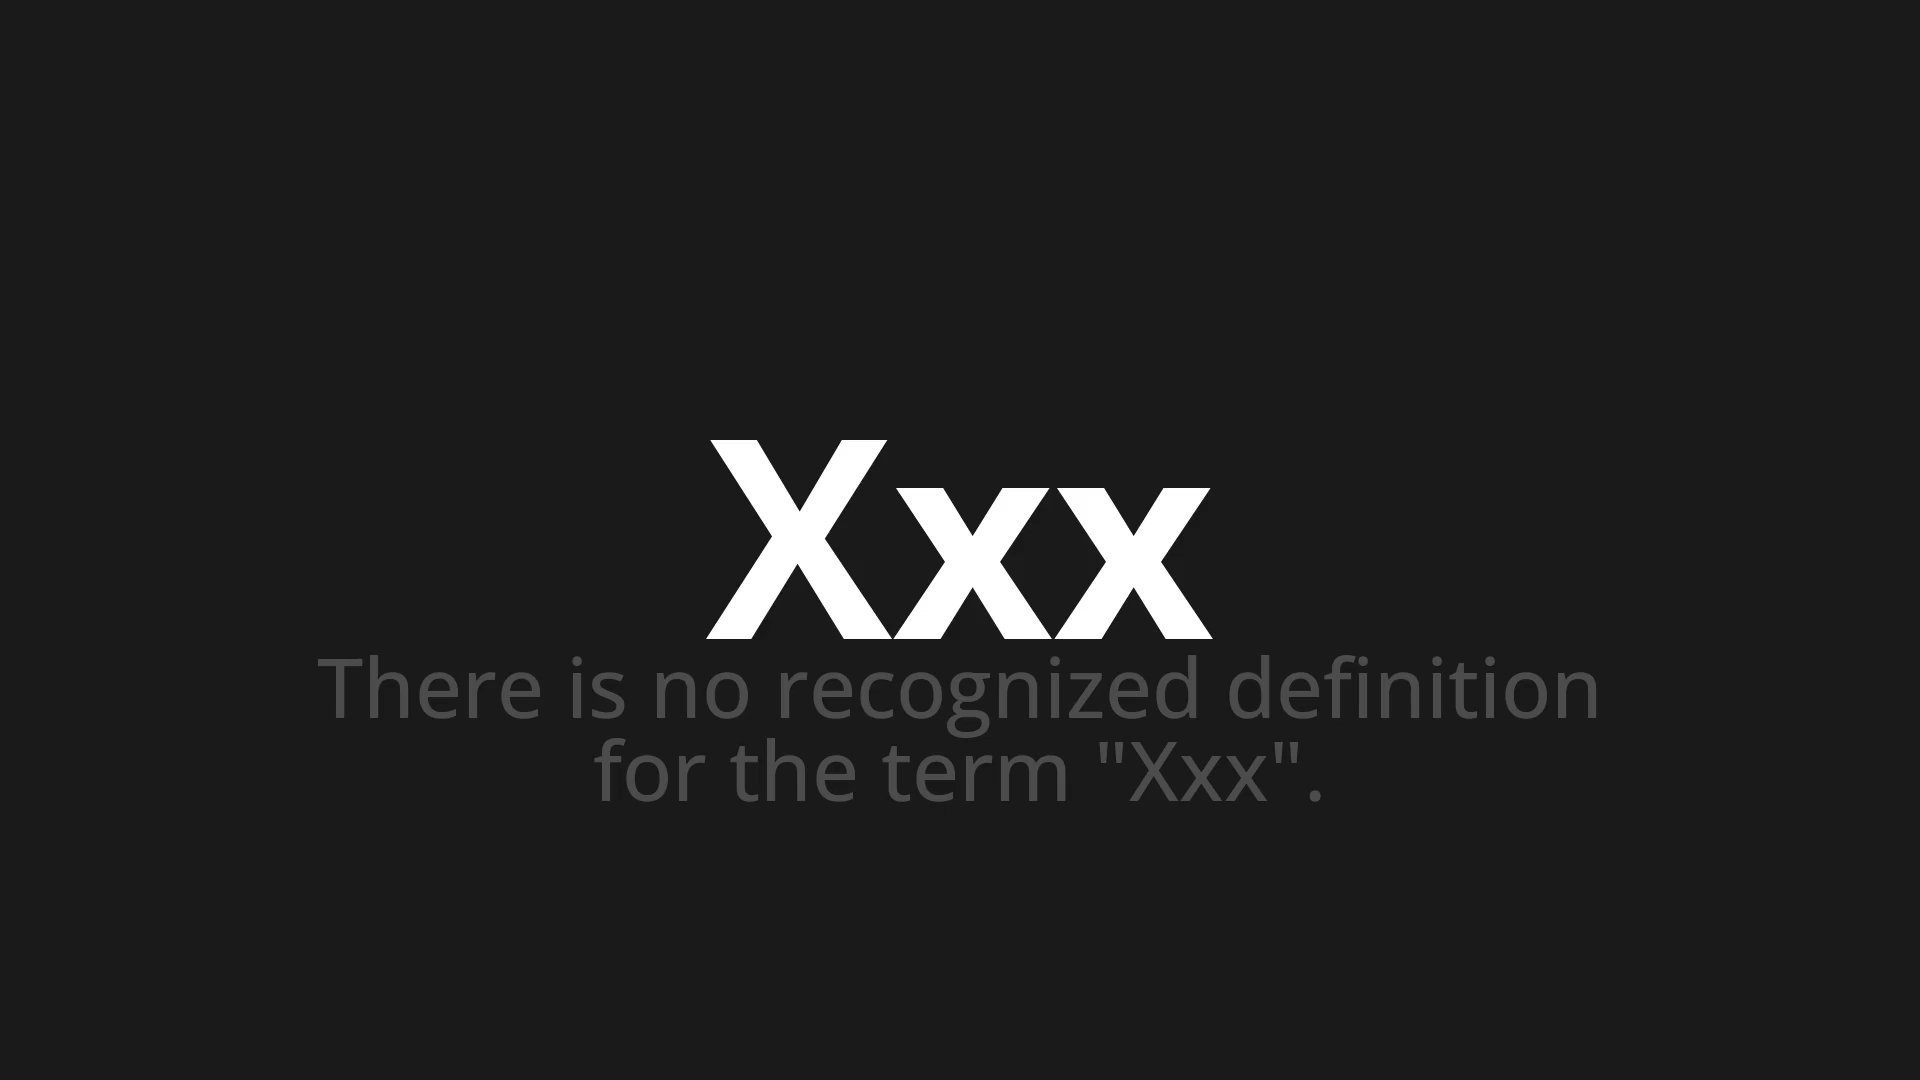 Xxx
There is no recognized definition
for the term "Xxx".